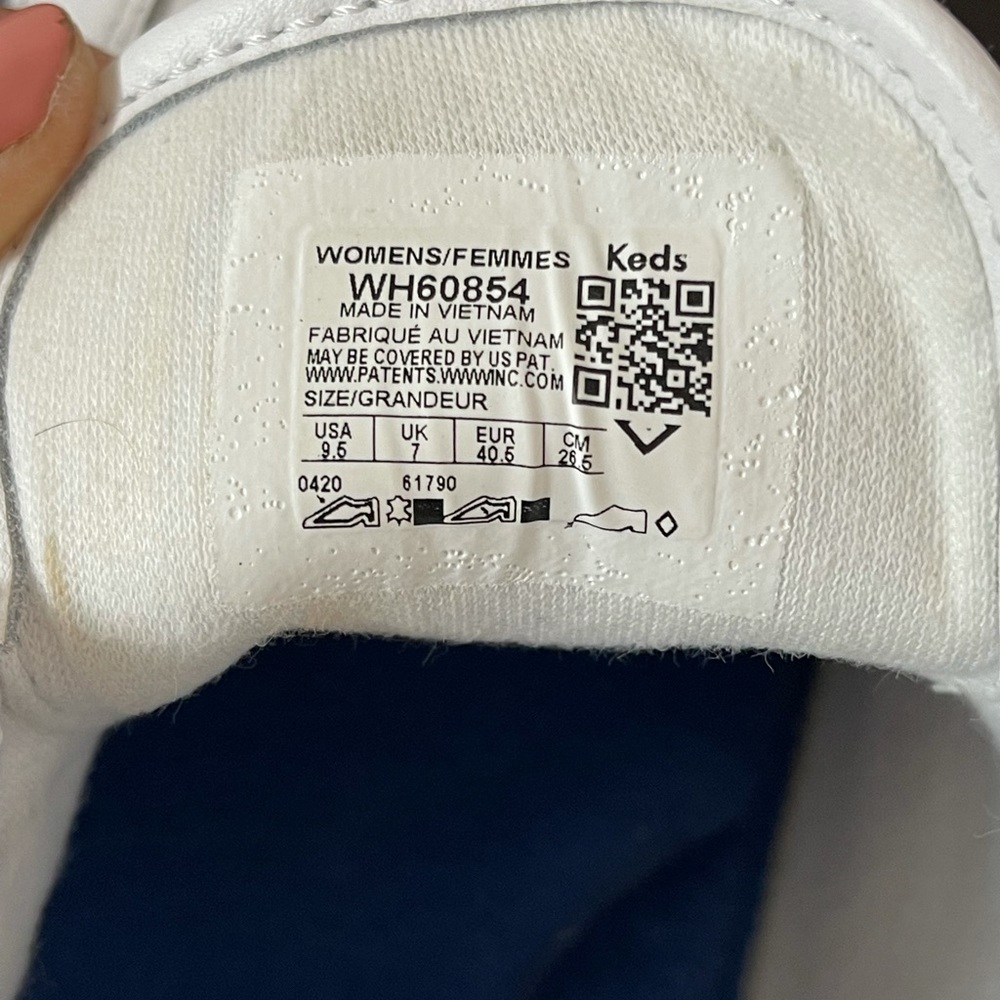 WOMENS/FEMMES Keds
WH60854
MADE IN VIETNAM
FABRIQUÉ AU VIETNAM
MAY BE COVERED BY US PAT.
WWW.PATENTS.WWWINC.COM
SIZE/GRANDEUR
USA UK EUR CM
9.5 7 40.5 26.5
0420 61790